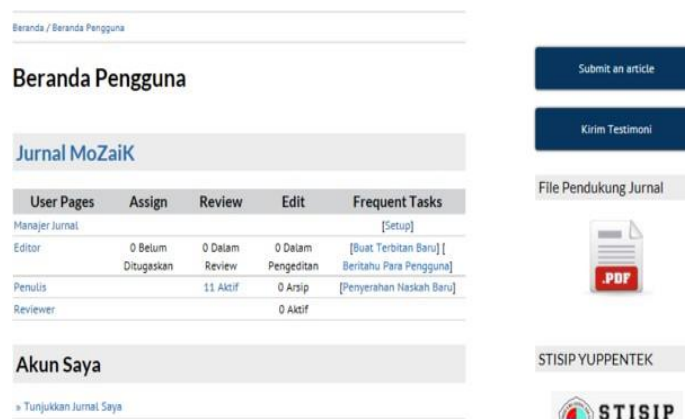 Beranda / Beranda Pengguna
Beranda Pengguna
Jurnal MoZaiK
User Pages Assign Review Edit Frequent Tasks
Manajer Jurnal [Setup]
Editor 0 Belum 0 Dalam 0 Dalam [Buat Terbitan Baru] [
Ditugaskan Review Pengeditan Beritahu Para Pengguna]
Penulis 11 Aktif 0 Arsip [Penyerahan Naskah Baru]
Reviewer 0 Aktif
Akun Saya
» Tunjukkan Jurnal Saya
Submit an article
Kirim Testimoni
File Pendukung Jurnal
.PDF
STISIP YUPPENTEK
STISIP